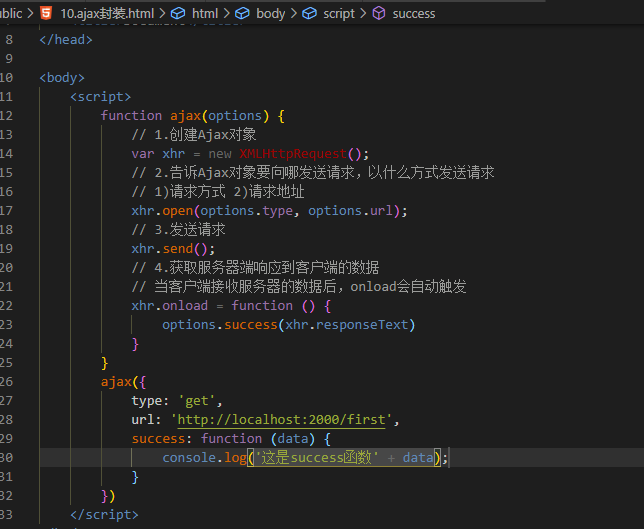 ublic > 10.ajax封装.html > html > body > script > success
8 </head>
9
10 <body>
11 <script>
12 function ajax(options) {
13 // 1.创建Ajax对象
14 var xhr = new XMLHttpRequest();
15 // 2.告诉Ajax对象要向哪发送请求，以什么方式发送请求
16 // 1)请求方式 2)请求地址
17 xhr.open(options.type, options.url);
18 // 3.发送请求
19 xhr.send();
20 // 4.获取服务器端响应到客户端的数据
21 // 当客户端接收服务器的数据后，onload会自动触发
22 xhr.onload = function () {
23 options.success(xhr.responseText)
24 }
25 }
26 ajax({
27 type: 'get',
28 url: 'http://localhost:2000/first',
29 success: function (data) {
30 console.log('这是success函数' + data);
31 }
32 })
33 </script>